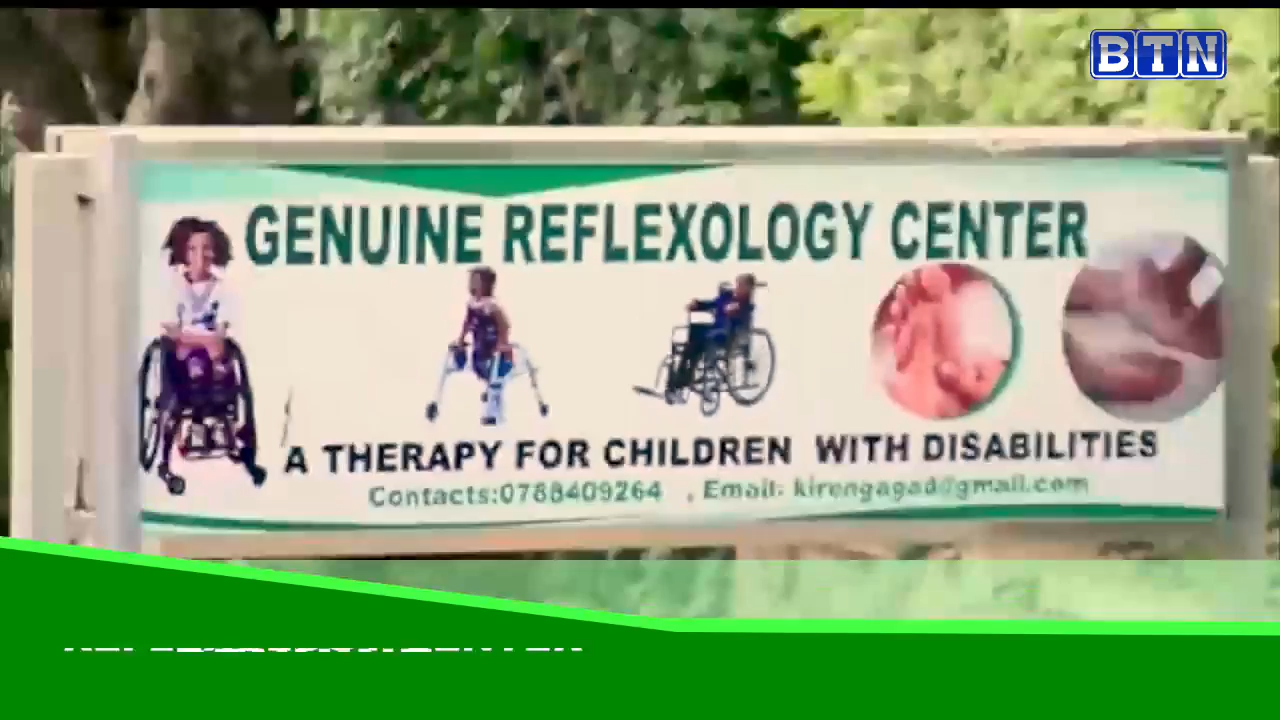 BTN
GENUINE REFLEXOLOGY CENTER
A THERAPY FOR CHILDREN WITH DISABILITIES
Contacts:0788409264 , Email: kirengagad@gmail.com